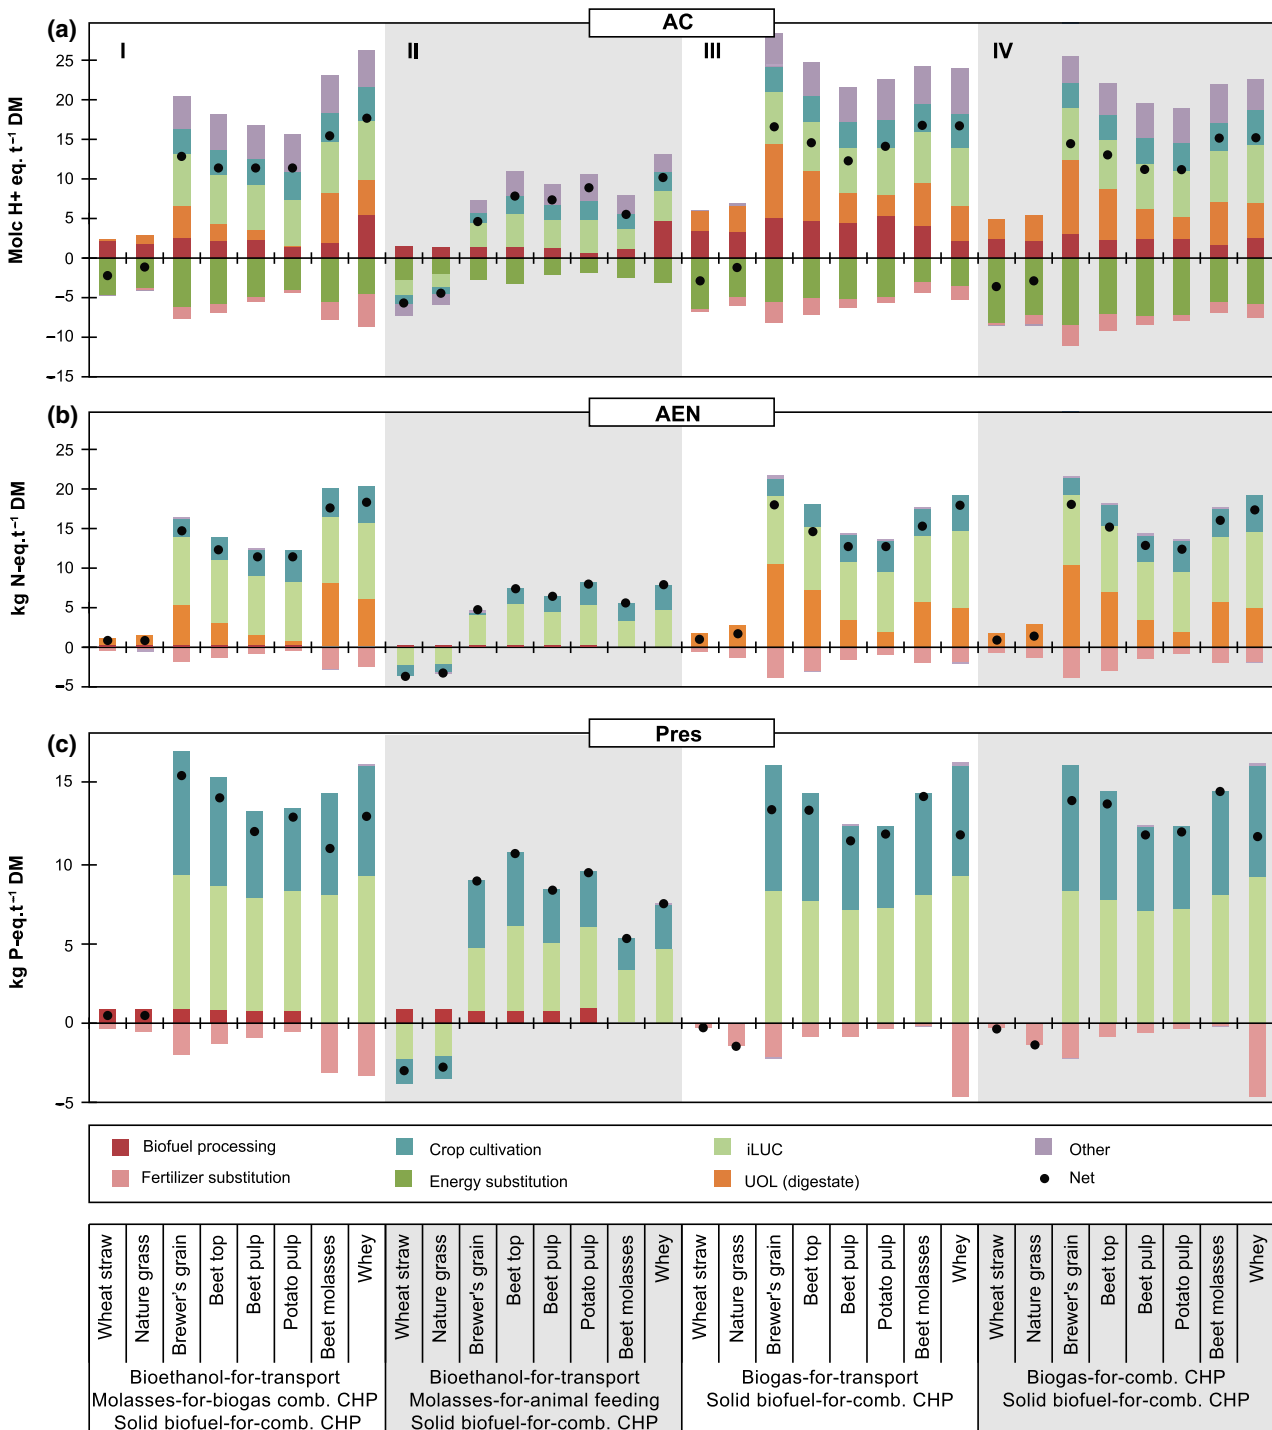 (a)
AC
I
II
III
IV
25
20
15
10
5
0
–5
–10
–15
Molc H+ eq. t⁻¹ DM
(b)
AEN
25
20
15
10
5
0
–5
kg N-eq.t⁻¹ DM
(c)
Pres
15
10
5
0
–5
kg P-eq.t⁻¹ DM
Biofuel processing
Crop cultivation
iLUC
Other
Fertilizer substitution
Energy substitution
UOL (digestate)
Net
Wheat straw
Nature grass
Brewer's grain
Beet top
Beet pulp
Potato pulp
Beet molasses
Whey
Wheat straw
Nature grass
Brewer's grain
Beet top
Beet pulp
Potato pulp
Beet molasses
Whey
Wheat straw
Nature grass
Brewer's grain
Beet top
Beet pulp
Potato pulp
Beet molasses
Whey
Wheat straw
Nature grass
Brewer's grain
Beet top
Beet pulp
Potato pulp
Beet molasses
Whey
Bioethanol-for-transport
Molasses-for-biogas comb. CHP
Solid biofuel-for-comb. CHP
Bioethanol-for-transport
Molasses-for-animal feeding
Solid biofuel-for-comb. CHP
Biogas-for-transport
Solid biofuel-for-comb. CHP
Biogas-for-comb. CHP
Solid biofuel-for-comb. CHP